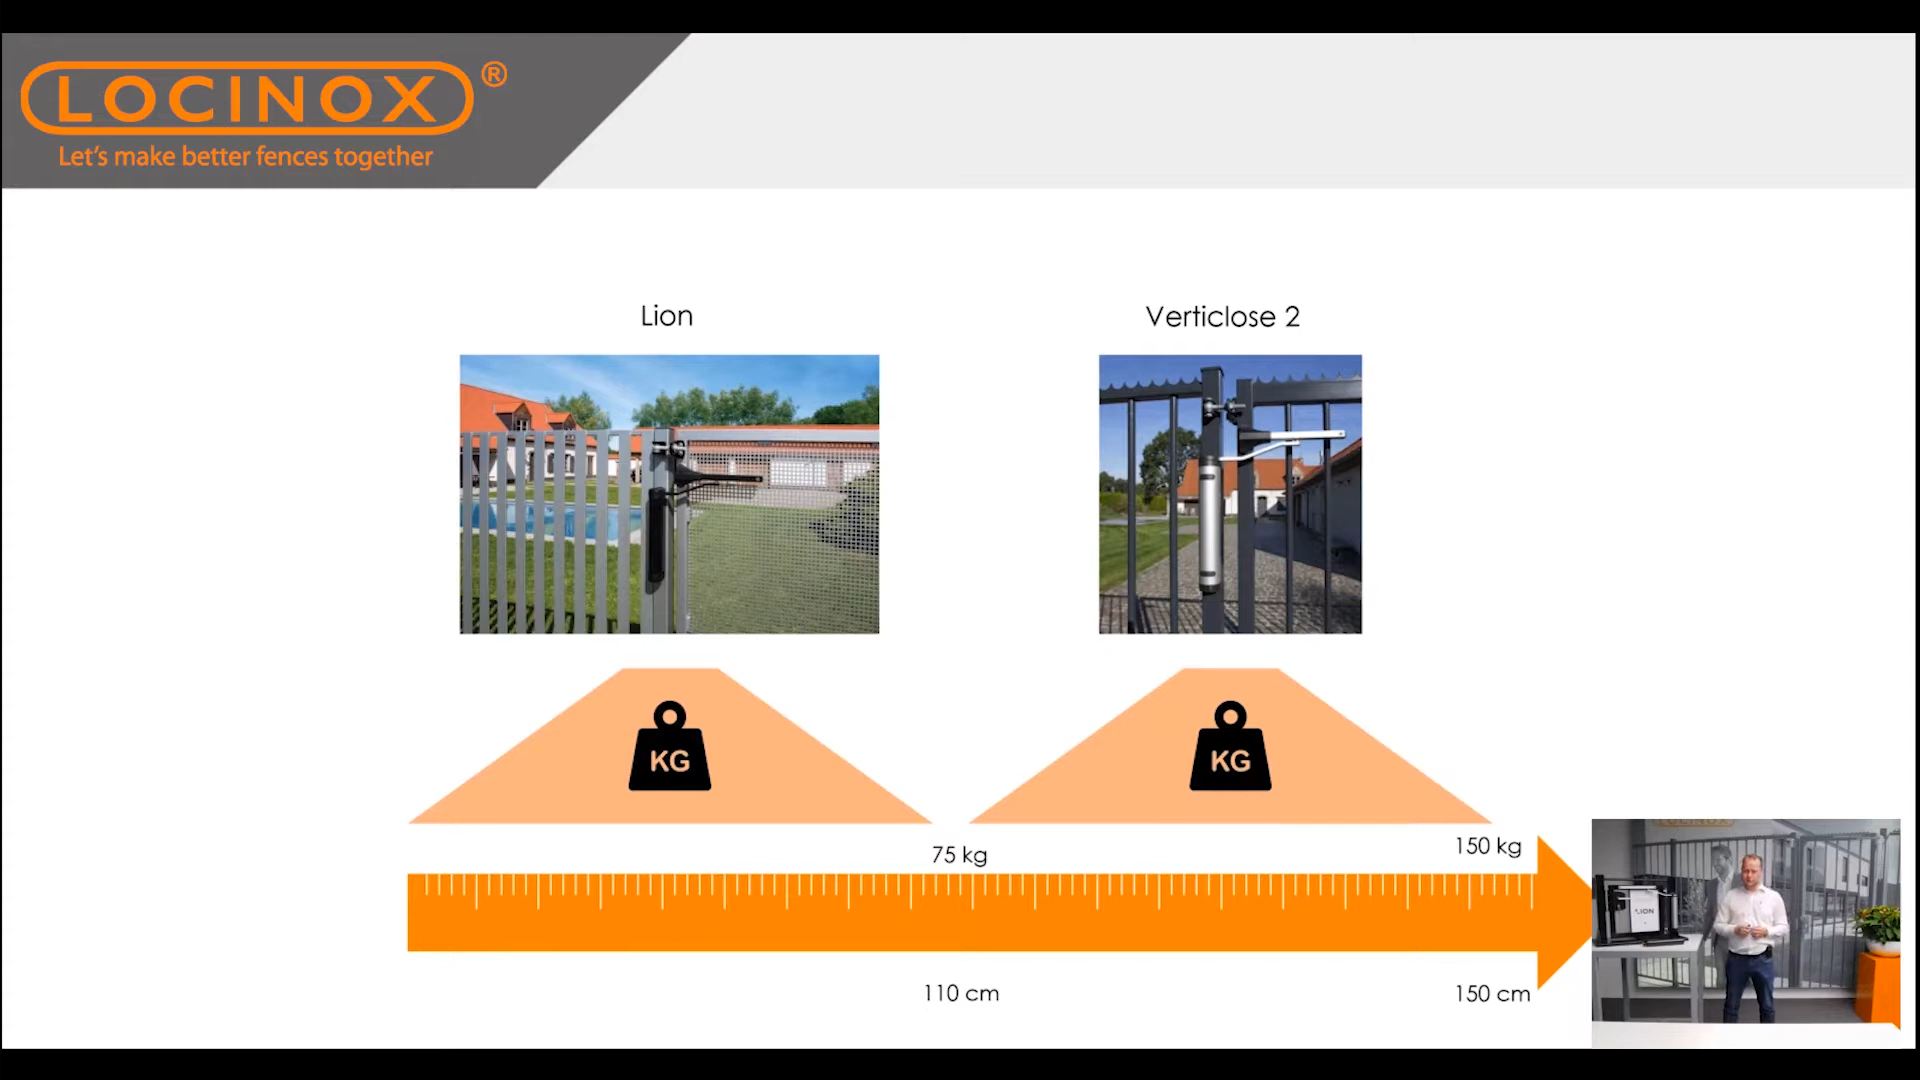 LOCINOX®
Let's make better fences together
Lion
Verticlose 2
KG
KG
75 kg
150 kg
110 cm
150 cm
LION